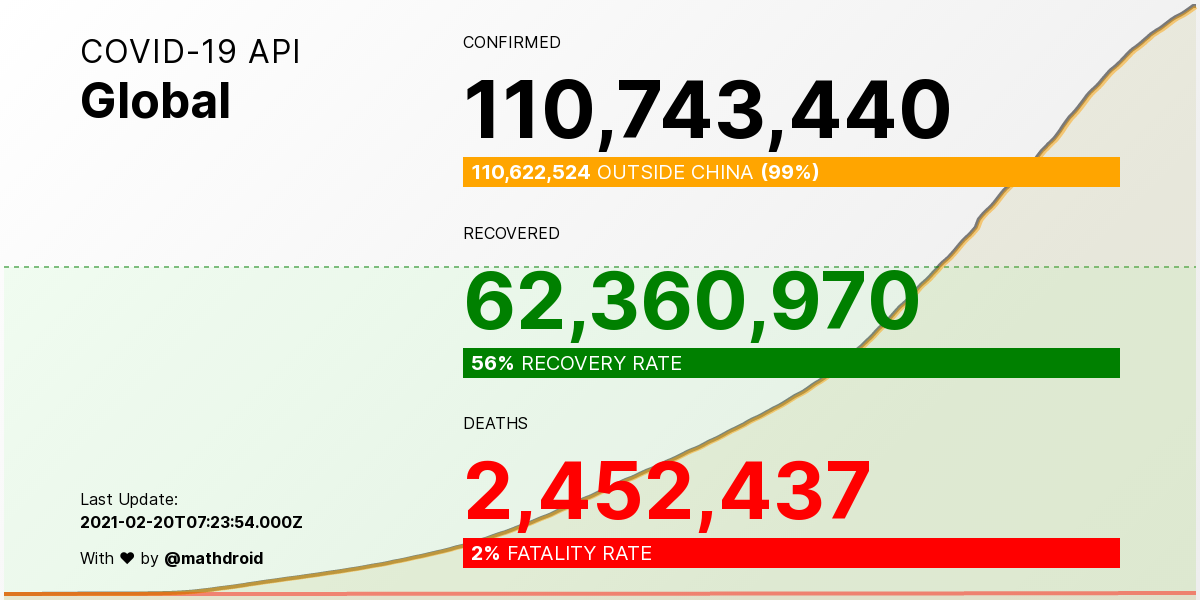 COVID-19 API
Global
CONFIRMED
110,743,440
110,622,524 OUTSIDE CHINA (99%)
RECOVERED
62,360,970
56% RECOVERY RATE
DEATHS
2,452,437
2% FATALITY RATE
Last Update:
2021-02-20T07:23:54.000Z
With ♥ by @mathdroid